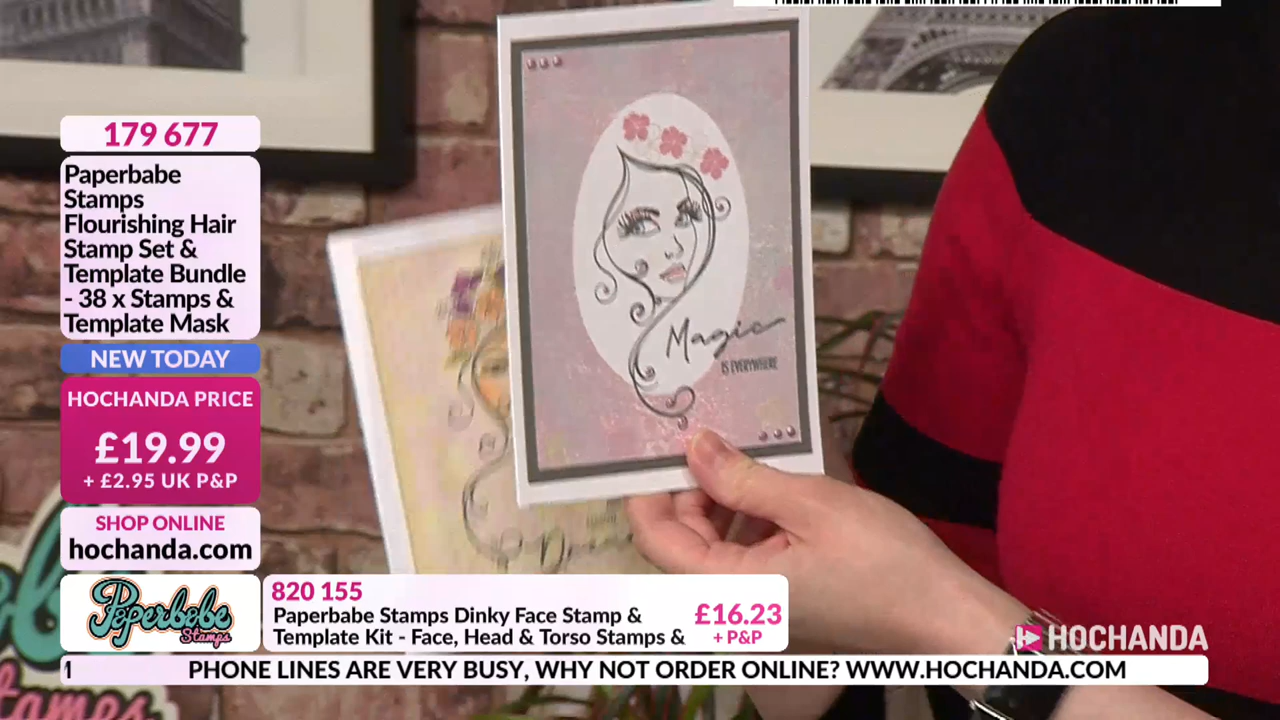 179 677
Paperbabe
Stamps
Flourishing Hair
Stamp Set &
Template Bundle
- 38 x Stamps &
Template Mask
NEW TODAY
HOCHANDA PRICE
£19.99
+ £2.95 UK P&P
SHOP ONLINE
hochanda.com
Magic
IS EVERYWHERE
Paperbabe
Stamps
820 155
Paperbabe Stamps Dinky Face Stamp &
Template Kit - Face, Head & Torso Stamps &
£16.23
+ P&P
HOCHANDA
PHONE LINES ARE VERY BUSY, WHY NOT ORDER ONLINE? WWW.HOCHANDA.COM